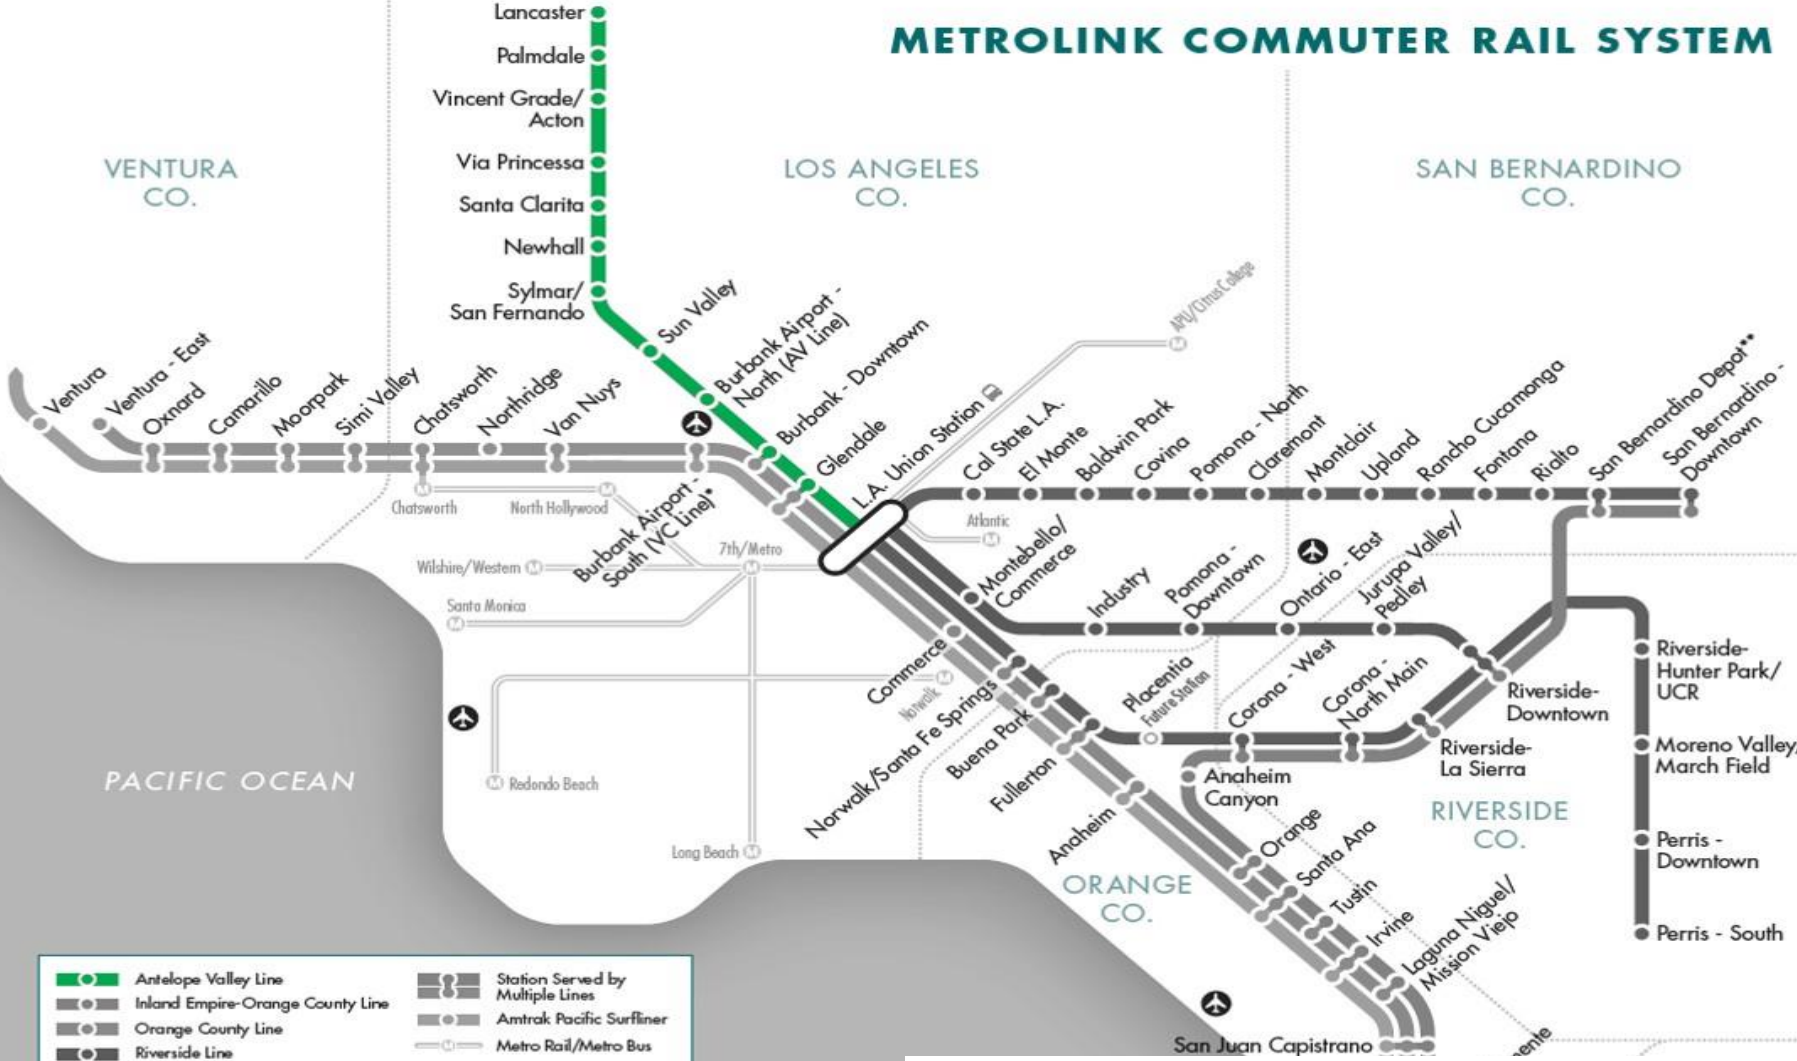 METROLINK COMMUTER RAIL SYSTEM
VENTURA
CO.
LOS ANGELES
CO.
SAN BERNARDINO
CO.
Lancaster
Palmdale
Vincent Grade/
Acton
Via Princessa
Santa Clarita
Newhall
Sylmar/
San Fernando
Sun Valley
Burbank Airport -
North (AV Line)
Burbank - Downtown
Glendale
L.A. Union Station
Ventura
Ventura - East
Oxnard
Camarillo
Moorpark
Simi Valley
Chatsworth
Northridge
Van Nuys
Burbank Airport -
South (VC Line)*
Cal State L.A.
El Monte
Baldwin Park
Covina
Pomona - North
Claremont
Montclair
Upland
Rancho Cucamonga
Fontana
Rialto
San Bernardino Depot**
San Bernardino -
Downtown
APU/Citrus College
M
Chatsworth
M
North Hollywood
M
Atlantic
M
Wilshire/Western M
7th/Metro
M
Santa Monica
M
Norwalk
M
M Redondo Beach
Long Beach M
Montebello/
Commerce
Industry
Pomona -
Downtown
Ontario - East
Jurupa Valley/
Pedley
Commerce
Norwalk/Santa Fe Springs
Buena Park
Fullerton
Placentia
Future Station
Corona - West
Corona -
North Main
Riverside-
La Sierra
Riverside-
Downtown
Riverside-
Hunter Park/
UCR
Moreno Valley/
March Field
Perris -
Downtown
Perris - South
Anaheim
Canyon
Anaheim
Orange
Santa Ana
Tustin
Irvine
Laguna Niguel/
Mission Viejo
San Juan Capistrano
RIVERSIDE
CO.
ORANGE
CO.
PACIFIC OCEAN
Antelope Valley Line
Inland Empire-Orange County Line
Orange County Line
Riverside Line
Station Served by
Multiple Lines
Amtrak Pacific Surfliner
M Metro Rail/Metro Bus